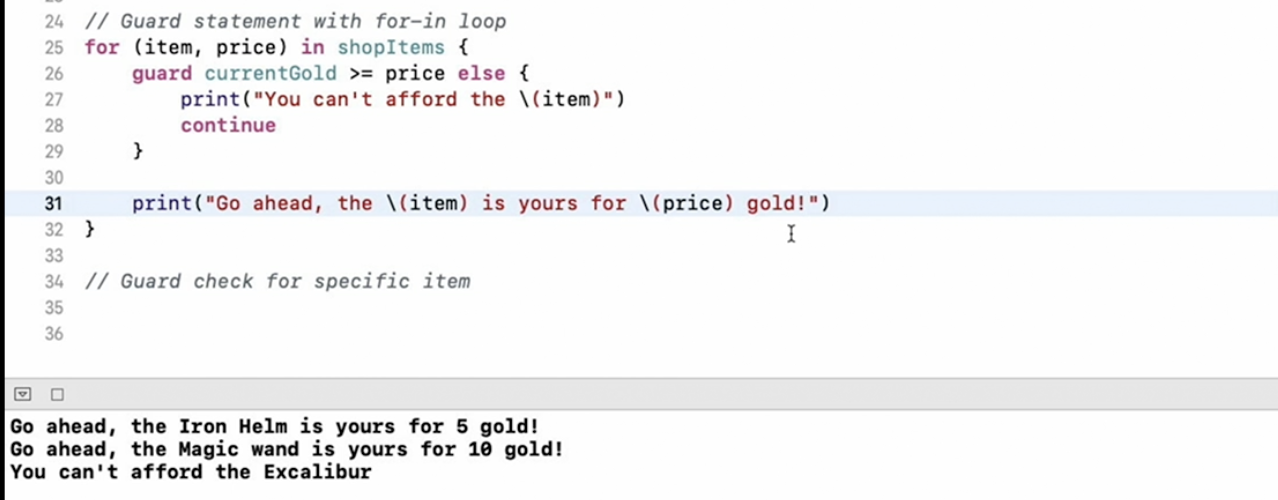 24 // Guard statement with for-in loop
25 for (item, price) in shopItems {
26 guard currentGold >= price else {
27 print("You can't afford the \(item)")
28 continue
29 }
30
31 print("Go ahead, the \(item) is yours for \(price) gold!")
32 }
33
34 // Guard check for specific item
35
36
Go ahead, the Iron Helm is yours for 5 gold!
Go ahead, the Magic wand is yours for 10 gold!
You can't afford the Excalibur